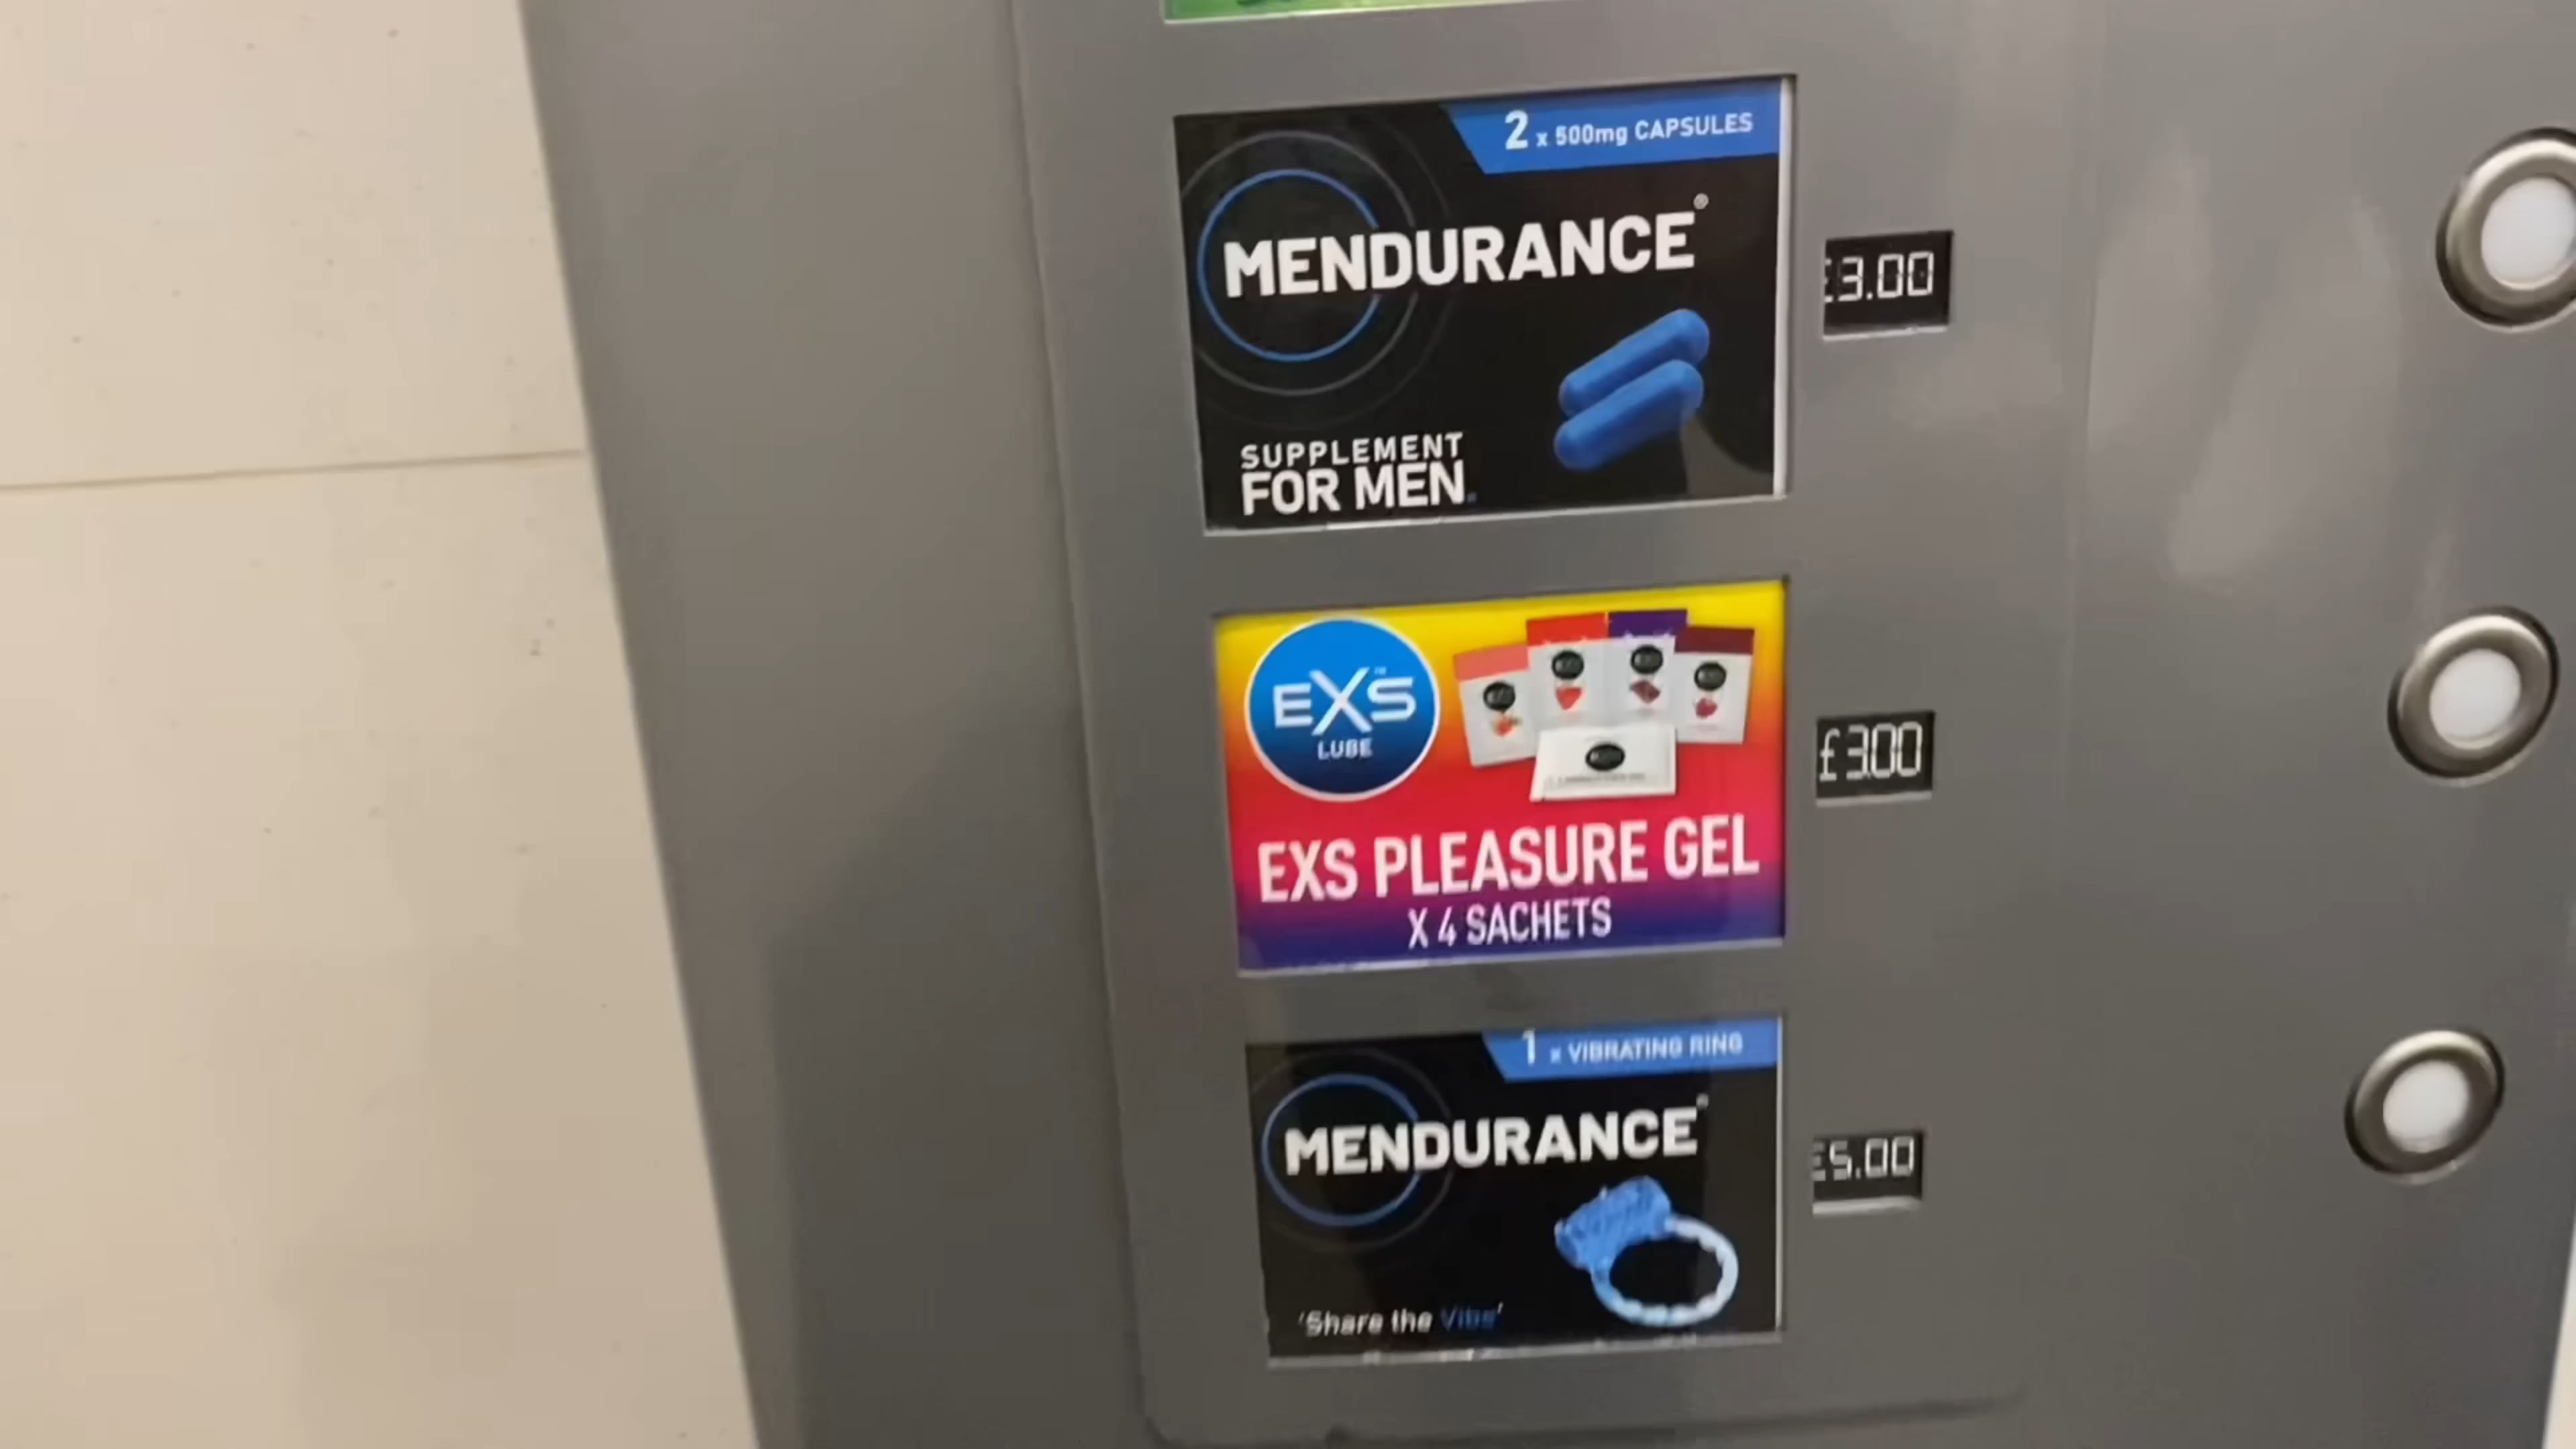 2 x 500mg CAPSULES
MENDURANCE®
SUPPLEMENT
FOR MEN.
£3.00
EXS™
LUBE
EXS PLEASURE GEL
X 4 SACHETS
£3.00
1 x VIBRATING RING
MENDURANCE®
'Share the Vibe'
£5.00